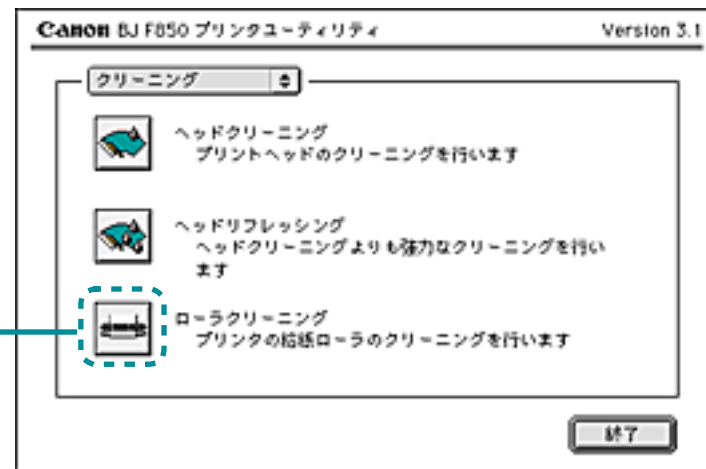 Canon BJ F850 プリンタユーティリティ Version 3.1
クリーニング
ヘッドクリーニング
プリントヘッドのクリーニングを行います
ヘッドリフレッシング
ヘッドクリーニングよりも強力なクリーニングを行い
ます
ローラクリーニング
プリンタの給紙ローラのクリーニングを行います
終了